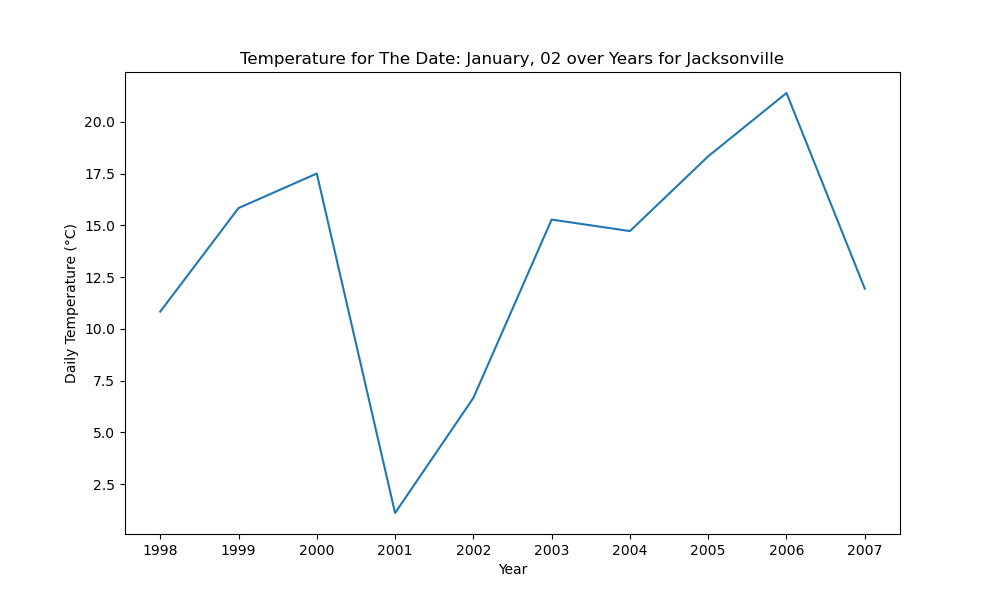 Temperature for The Date: January, 02 over Years for Jacksonville
Daily Temperature (°C)
20.0
17.5
15.0
12.5
10.0
7.5
5.0
2.5
1998 1999 2000 2001 2002 2003 2004 2005 2006 2007
Year